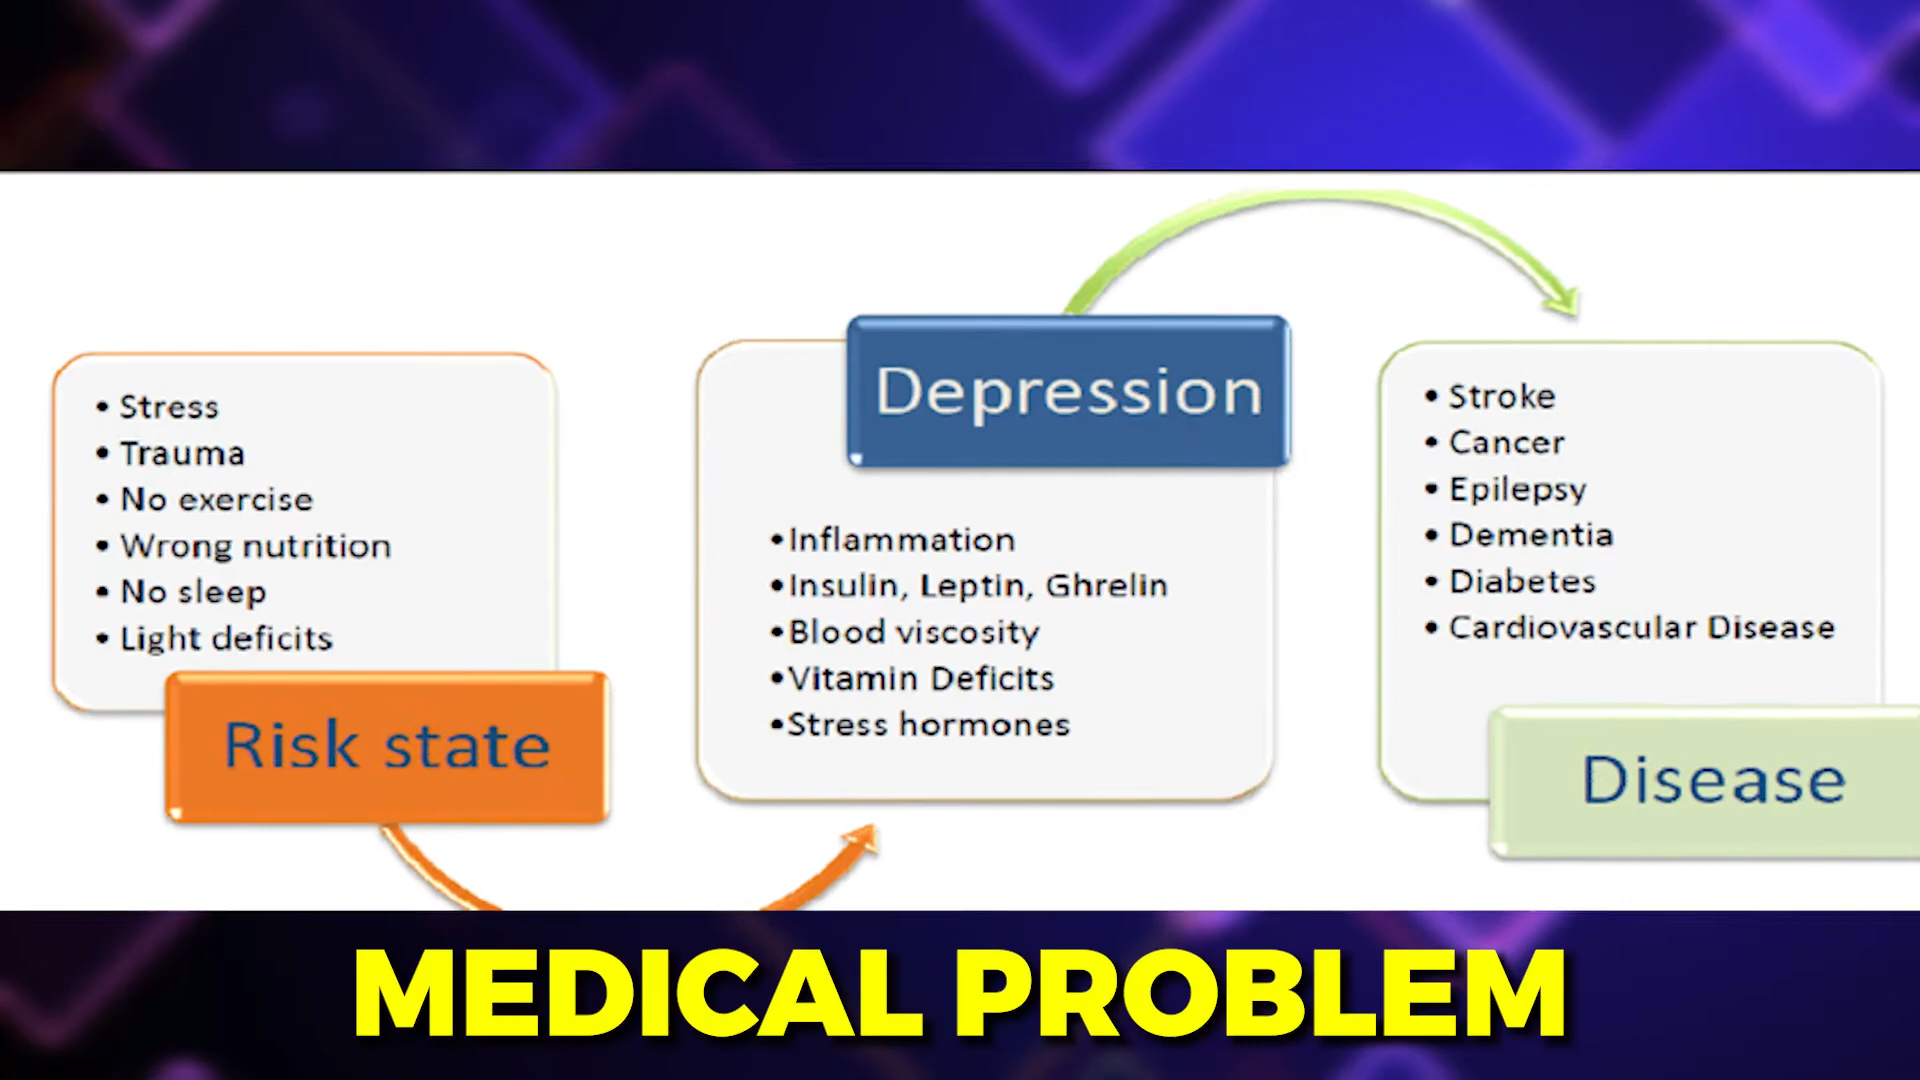 • Stress
• Trauma
• No exercise
• Wrong nutrition
• No sleep
• Light deficits
Risk state
Depression
•Inflammation
•Insulin, Leptin, Ghrelin
•Blood viscosity
•Vitamin Deficits
•Stress hormones
• Stroke
• Cancer
• Epilepsy
• Dementia
• Diabetes
• Cardiovascular Disease
Disease
MEDICAL PROBLEM